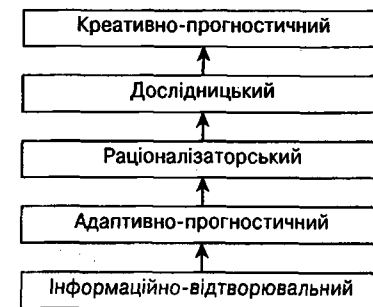 Креативно-прогностичний
Дослідницький
Раціоналізаторський
Адаптивно-прогностичний
Інформаційно-відтворювальний